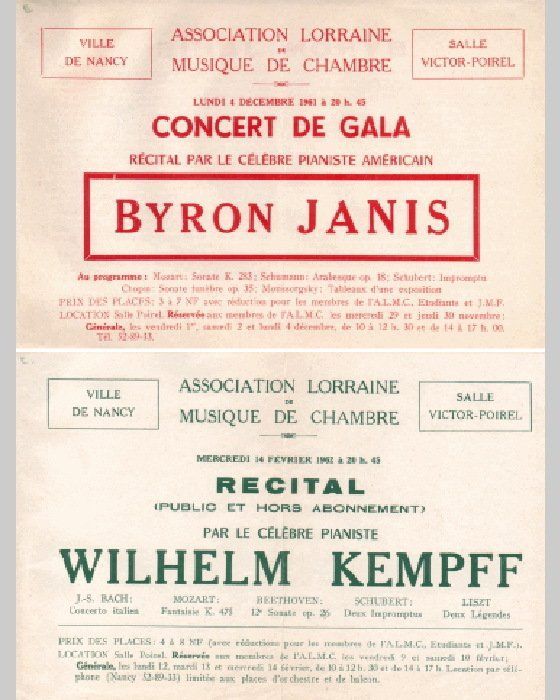 VILLE
DE NANCY
ASSOCIATION LORRAINE
DE
MUSIQUE DE CHAMBRE
SALLE
VICTOR-POIREL
LUNDI 4 DÉCEMBRE 1961 à 20 h. 45
CONCERT DE GALA
RÉCITAL PAR LE CÉLÈBRE PIANISTE AMÉRICAIN
BYRON JANIS
Au programme : Mozart: Sonate K. 283; Schumann: Arabesque op. 18; Schubert: Impromptu
Chopin: Sonate funèbre op. 35; Moussorgsky: Tableaux d'une exposition
PRIX DES PLACES: 3 à 7 NF avec réduction pour les membres de l'A.L.M.C. Etudiants et J.M.F.
LOCATION Salle Poirel. Réservée aux membres de l'A.L.M.C. les mercredi 29 et jeudi 30 novembre :
Générale, les vendredi 1er, samedi 2 et lundi 4 décembre, de 10 à 12 h. 30 et de 14 à 17 h. 00.
Tél. 52-89-33.
VILLE
DE NANCY
ASSOCIATION LORRAINE
DE
MUSIQUE DE CHAMBRE
SALLE
VICTOR-POIREL
MERCREDI 14 FÉVRIER 1962 à 20 h. 45
RECITAL
(PUBLIC ET HORS ABONNEMENT)
PAR LE CÉLÈBRE PIANISTE
WILHELM KEMPFF
J.-S. BACH:
Concerto italien
MOZART:
Fantaisie K. 475
BEETHOVEN:
12e Sonate op. 26
SCHUBERT:
Deux Impromptus
LISZT
Deux Légendes
PRIX DES PLACES : 4 à 8 NF (avec réductions pour les membres de l'A.L.M.C., Etudiants et J.M.F.).
LOCATION Salle Poirel. Réservée aux membres de l'A.L.M.C. les vendredi 9 et samedi 10 février;
Générale, les lundi 12, mardi 13 et mercredi 14 février, de 10 à 12 h. 30 et de 14 à 17 h. Location par télé-
phone (Nancy 52-89-33) limitée aux places d'orchestre et de balcon.